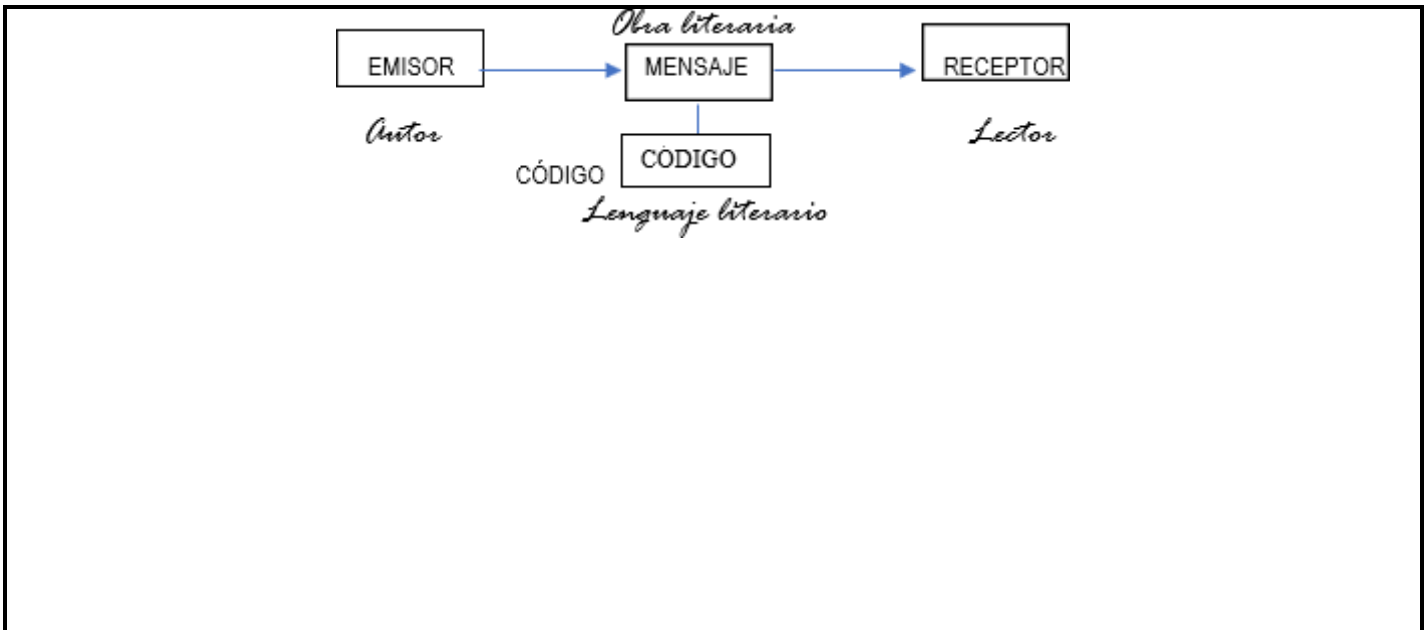 Obra literaria
EMISOR
MENSAJE
RECEPTOR
Autor
Lector
CÓDIGO
CÓDIGO
Lenguaje literario